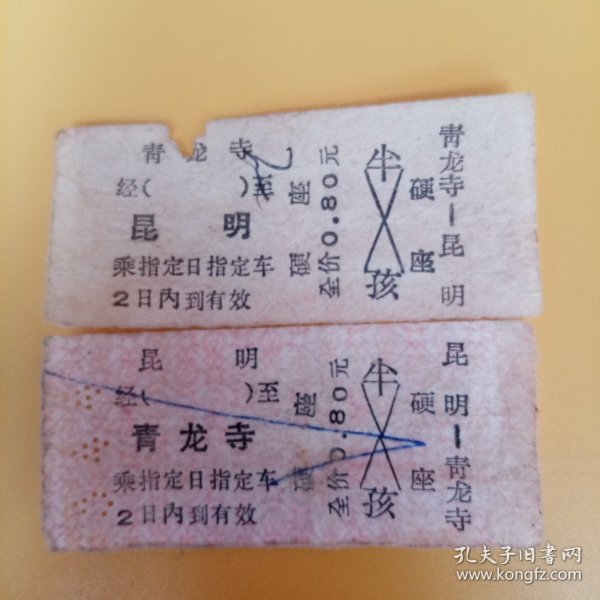 青龙寺
经( )至
昆明
乘指定日指定车
2日内到有效
硬座
全价0.80元
半孩
硬座
青龙寺—昆明
昆明
经( )至
青龙寺
乘指定日指定车
2日内到有效
硬座
全价0.80元
半孩
硬座
昆明—青龙寺
孔夫子旧书网
www.kongfz.com